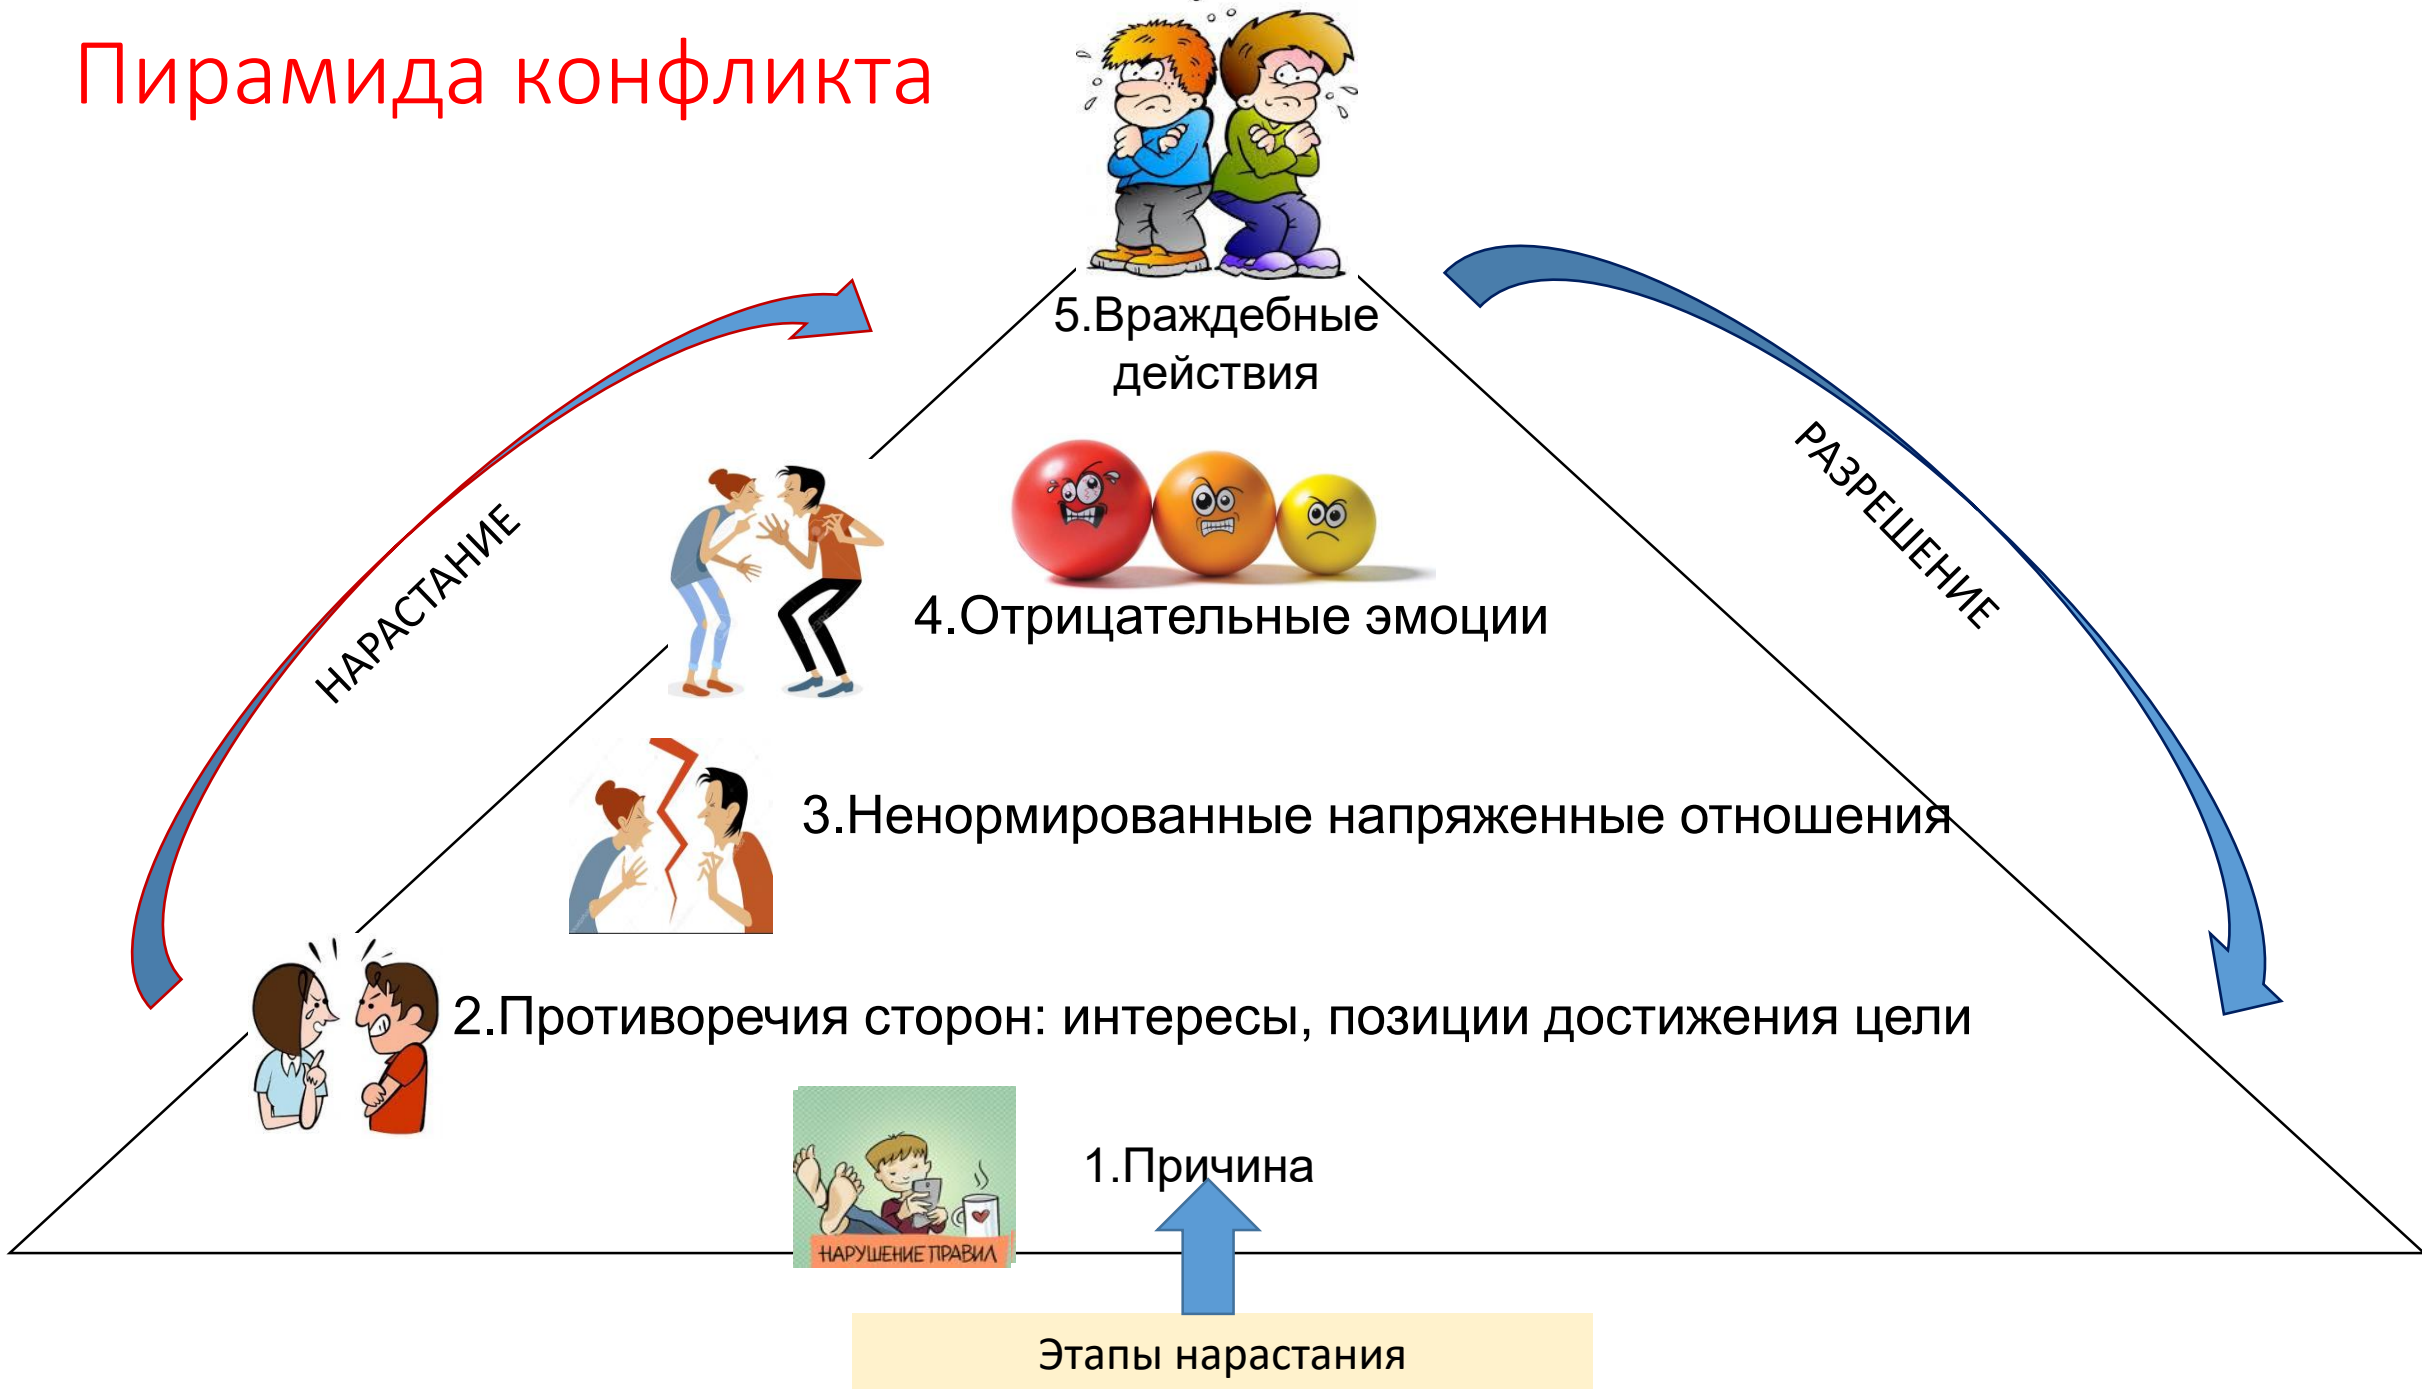 Пирамида конфликта
5.Враждебные
действия
НАРАСТАНИЕ
РАЗРЕШЕНИЕ
4.Отрицательные эмоции
3.Ненормированные напряженные отношения
2.Противоречия сторон: интересы, позиции достижения цели
1.Причина
НАРУШЕНИЕ ПРАВИЛ
Этапы нарастания